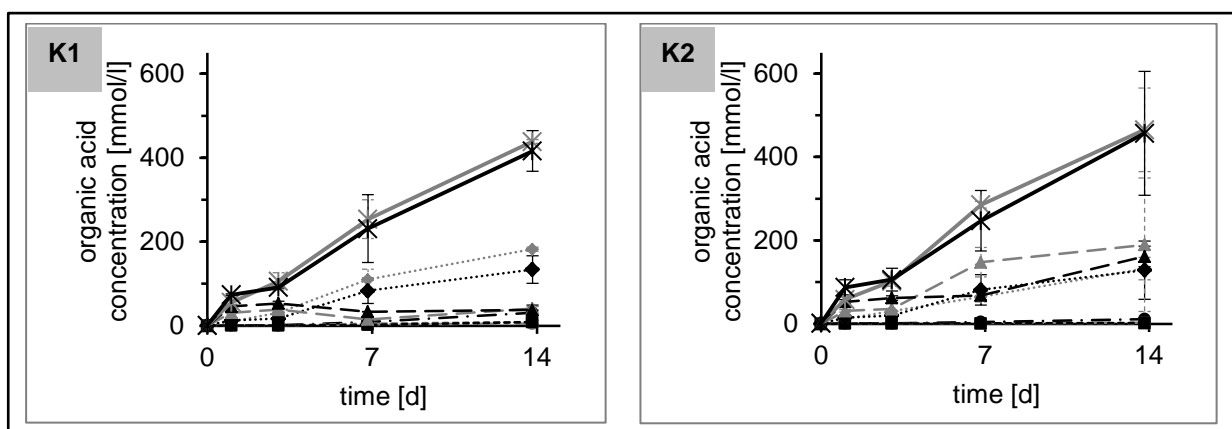 K1
organic acid
concentration [mmol/l]
600
400
200
0
0
7
14
time [d]
K2
organic acid
concentration [mmol/l]
600
400
200
0
0
7
14
time [d]